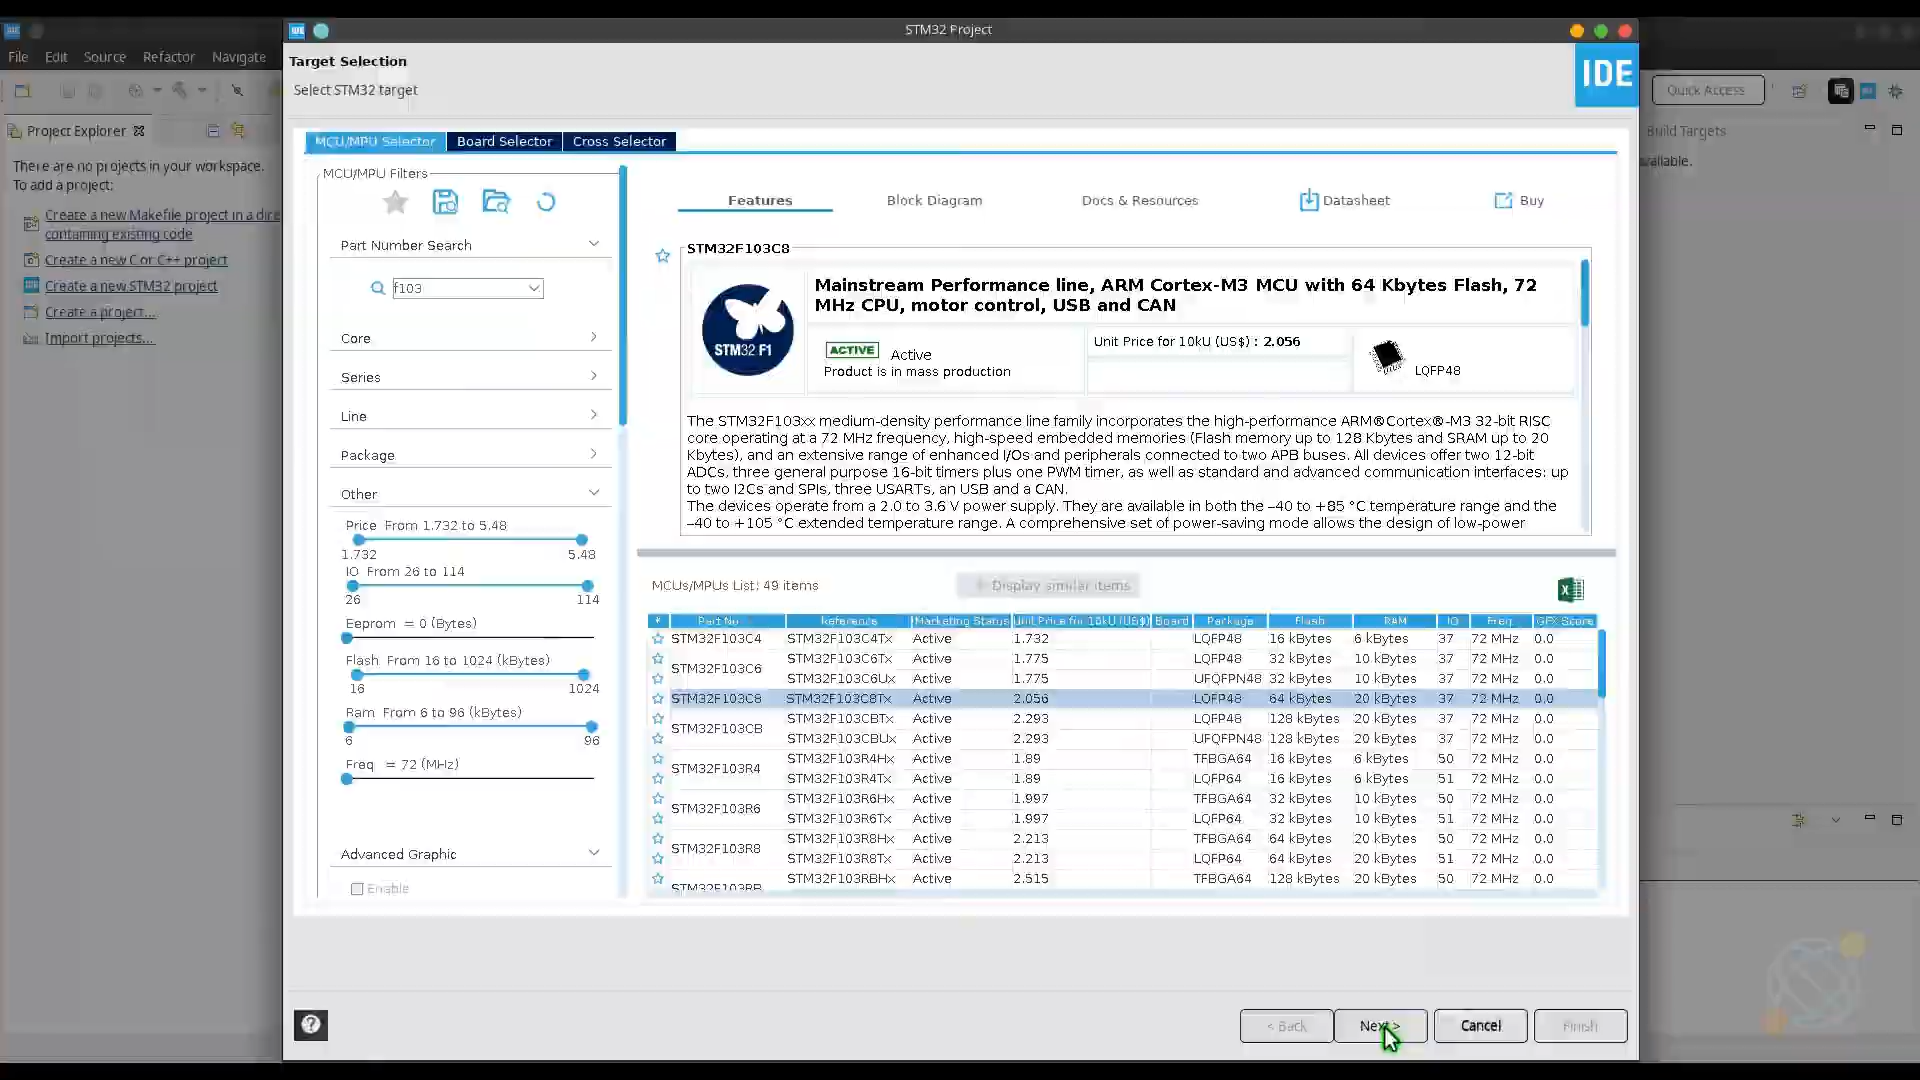 STM32 Project
File Edit Source Refactor Navigate
Target Selection
Select STM32 target
IDE
Quick Access
Project Explorer
Build Targets
There are no projects in your workspace.
To add a project:
Create a new Makefile project in a dire
containing existing code
Create a new C or C++ project
Create a new STM32 project
Create a project...
Import projects...
vailable.
MCU/MPU Selector Board Selector Cross Selector
MCU/MPU Filters
Part Number Search
f103
Core
Series
Line
Package
Other
Price From 1.732 to 5.48
1.732 5.48
IO From 26 to 114
26 114
Eeprom = 0 (Bytes)
Flash From 16 to 1024 (kBytes)
16 1024
Ram From 6 to 96 (kBytes)
6 96
Freq = 72 (MHz)
Advanced Graphic
Enable
Features Block Diagram Docs & Resources Datasheet Buy
STM32F103C8
STM32 F1
Mainstream Performance line, ARM Cortex-M3 MCU with 64 Kbytes Flash, 72
MHz CPU, motor control, USB and CAN
ACTIVE Active
Product is in mass production
Unit Price for 10kU (US$) : 2.056
LQFP48
The STM32F103xx medium-density performance line family incorporates the high-performance ARM®Cortex®-M3 32-bit RISC
core operating at a 72 MHz frequency, high-speed embedded memories (Flash memory up to 128 Kbytes and SRAM up to 20
Kbytes), and an extensive range of enhanced I/Os and peripherals connected to two APB buses. All devices offer two 12-bit
ADCs, three general purpose 16-bit timers plus one PWM timer, as well as standard and advanced communication interfaces: up
to two I2Cs and SPIs, three USARTs, an USB and a CAN.
The devices operate from a 2.0 to 3.6 V power supply. They are available in both the –40 to +85 °C temperature range and the
–40 to +105 °C extended temperature range. A comprehensive set of power-saving mode allows the design of low-power
MCUs/MPUs List: 49 items
+ Display similar items
* Part No Reference Marketing Status Unit Price for 10kU (US$) Board Package Flash RAM IO Freq GFX Score
STM32F103C4 STM32F103C4Tx Active 1.732 LQFP48 16 kBytes 6 kBytes 37 72 MHz 0.0
STM32F103C6 STM32F103C6Tx Active 1.775 LQFP48 32 kBytes 10 kBytes 37 72 MHz 0.0
STM32F103C6Ux Active 1.775 UFQFPN48 32 kBytes 10 kBytes 37 72 MHz 0.0
STM32F103C8 STM32F103C8Tx Active 2.056 LQFP48 64 kBytes 20 kBytes 37 72 MHz 0.0
STM32F103CB STM32F103CBTx Active 2.293 LQFP48 128 kBytes 20 kBytes 37 72 MHz 0.0
STM32F103CBUx Active 2.293 UFQFPN48 128 kBytes 20 kBytes 37 72 MHz 0.0
STM32F103R4 STM32F103R4Hx Active 1.89 TFBGA64 16 kBytes 6 kBytes 50 72 MHz 0.0
STM32F103R4Tx Active 1.89 LQFP64 16 kBytes 6 kBytes 51 72 MHz 0.0
STM32F103R6 STM32F103R6Hx Active 1.997 TFBGA64 32 kBytes 10 kBytes 50 72 MHz 0.0
STM32F103R6Tx Active 1.997 LQFP64 32 kBytes 10 kBytes 51 72 MHz 0.0
STM32F103R8 STM32F103R8Hx Active 2.213 TFBGA64 64 kBytes 20 kBytes 50 72 MHz 0.0
STM32F103R8Tx Active 2.213 LQFP64 64 kBytes 20 kBytes 51 72 MHz 0.0
STM32F103RB STM32F103RBHx Active 2.515 TFBGA64 128 kBytes 20 kBytes 50 72 MHz 0.0
< Back Next > Cancel Finish